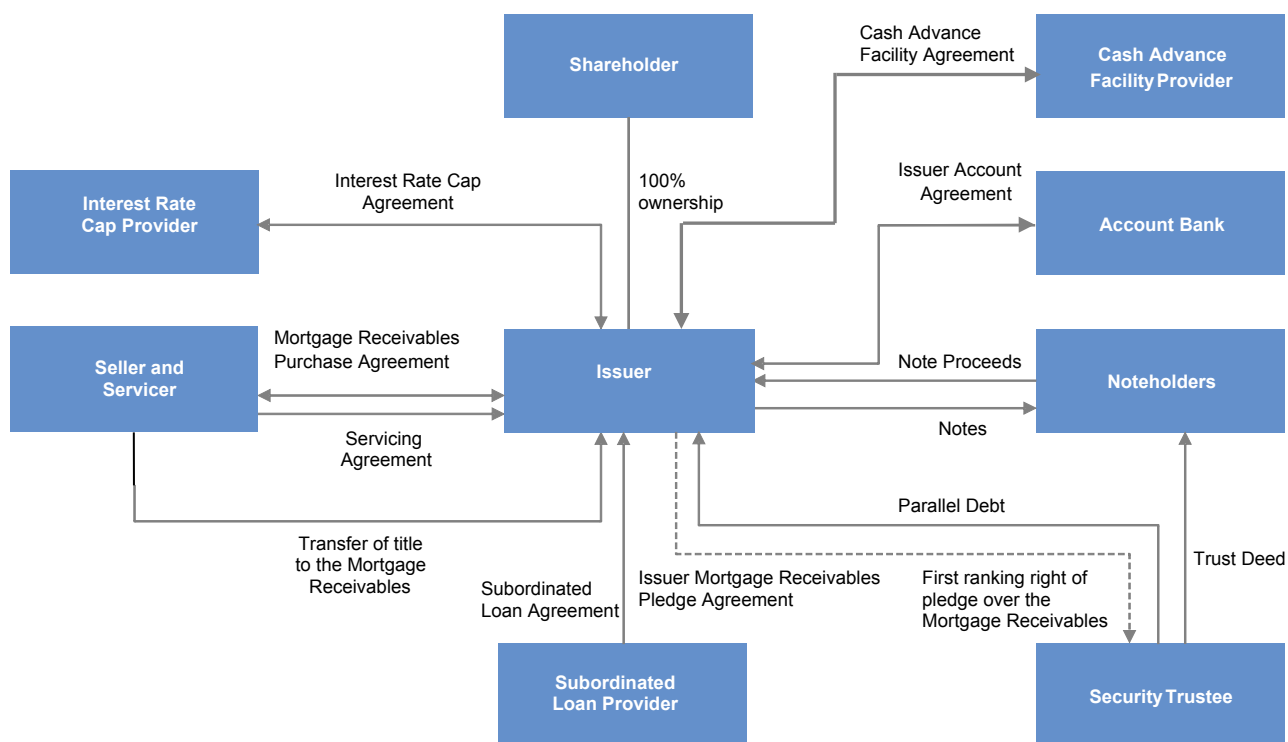 Shareholder
Cash Advance
Facility Agreement
Cash Advance
Facility Provider
Interest Rate
Cap Provider
Interest Rate Cap
Agreement
100%
ownership
Issuer Account
Agreement
Account Bank
Seller and
Servicer
Mortgage Receivables
Purchase Agreement
Issuer
Note Proceeds
Noteholders
Servicing
Agreement
Notes
Transfer of title
to the Mortgage
Receivables
Subordinated
Loan Agreement
Issuer Mortgage Receivables
Pledge Agreement
Parallel Debt
First ranking right of
pledge over the
Mortgage Receivables
Trust Deed
Subordinated
Loan Provider
Security Trustee